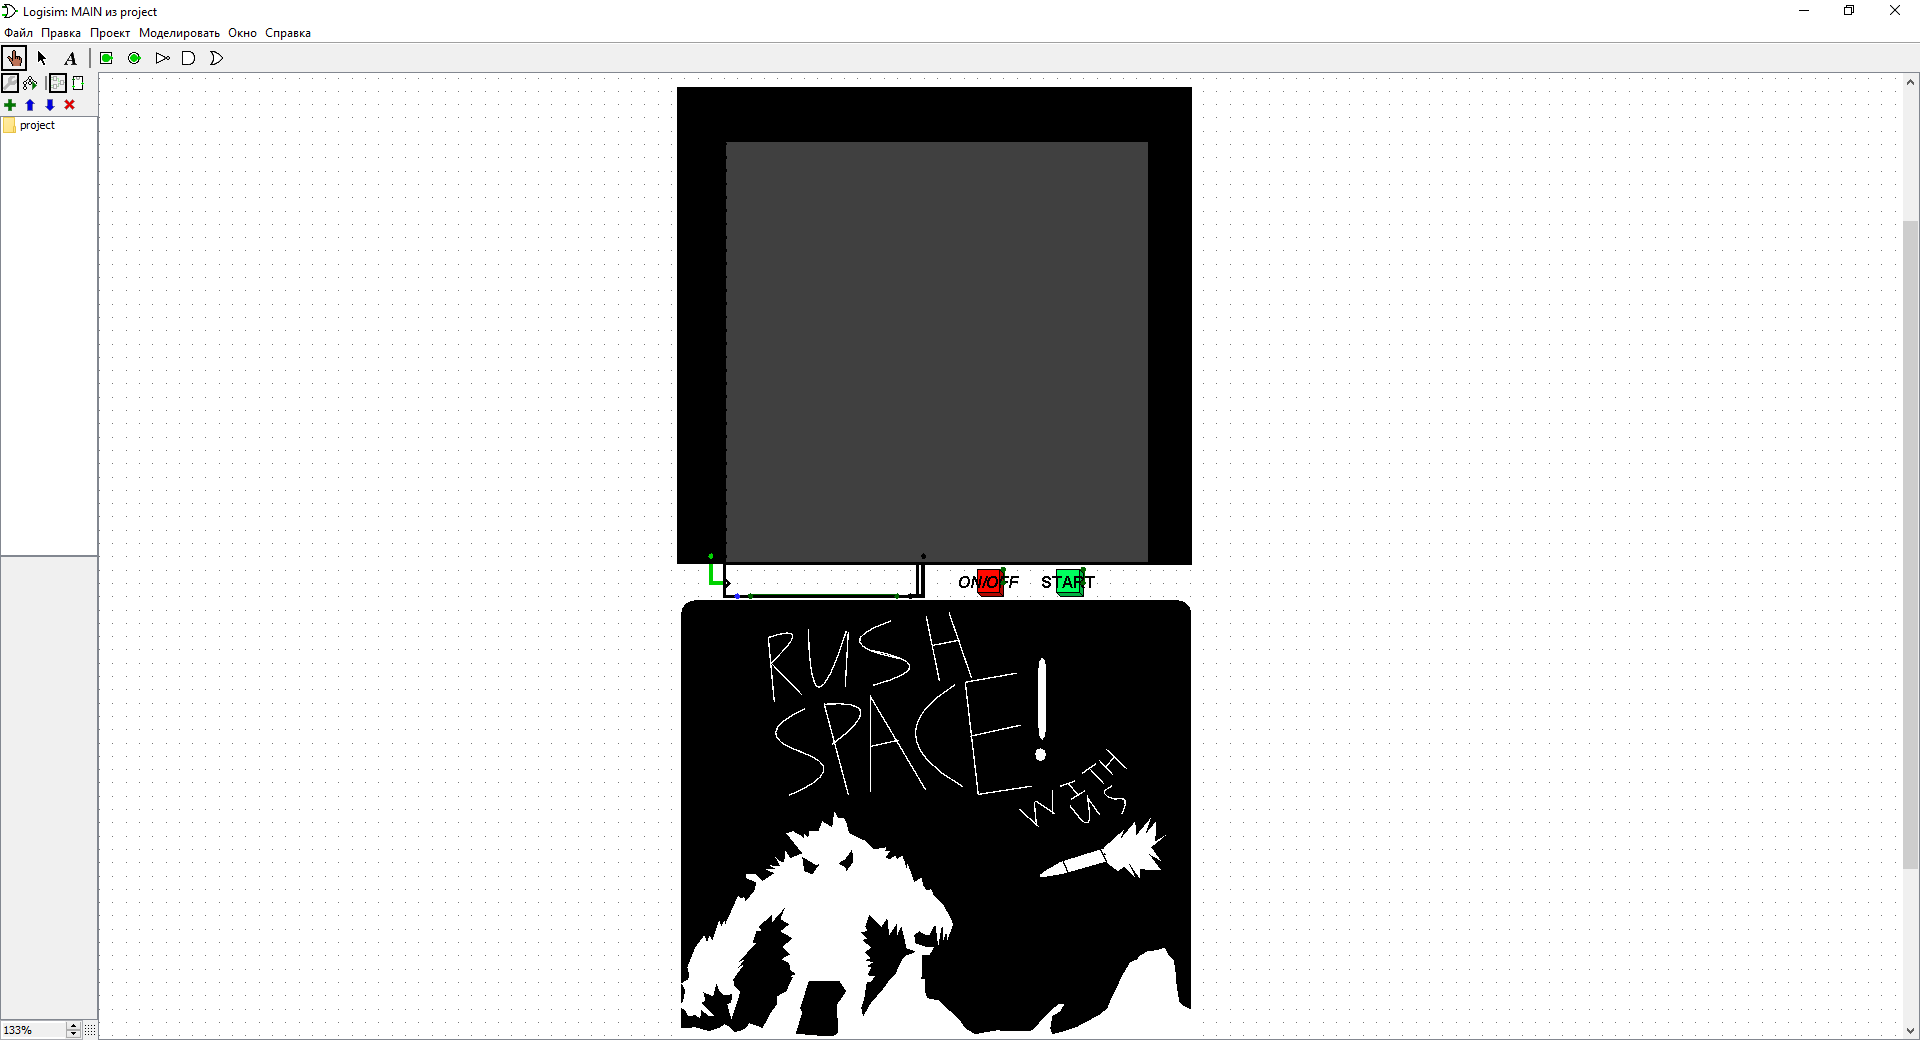 Logisim: MAIN из project
Файл Правка Проект Моделировать Окно Справка
A
project
ON/OFF START
RUSH
SPACE!
WITH
US
133%